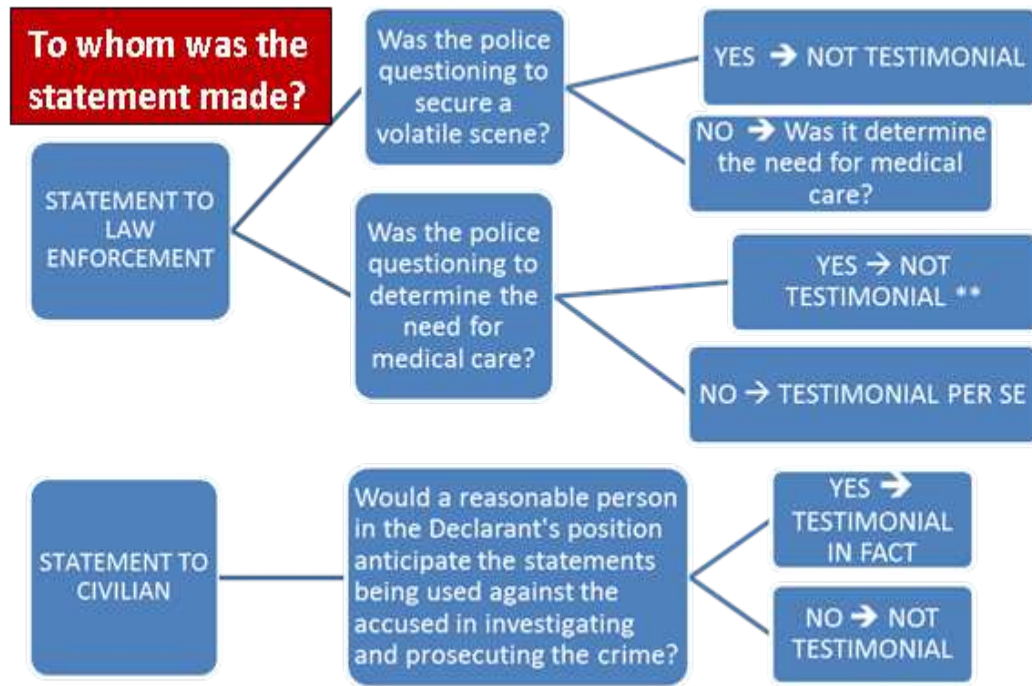 To whom was the
statement made?
STATEMENT TO
LAW
ENFORCEMENT
Was the police
questioning to
secure a
volatile scene?
YES → NOT TESTIMONIAL
NO → Was it determine
the need for medical
care?
Was the police
questioning to
determine the
need for
medical care?
YES → NOT
TESTIMONIAL **
NO → TESTIMONIAL PER SE
STATEMENT TO
CIVILIAN
Would a reasonable person
in the Declarant's position
anticipate the statements
being used against the
accused in investigating
and prosecuting the crime?
YES →
TESTIMONIAL
IN FACT
NO → NOT
TESTIMONIAL